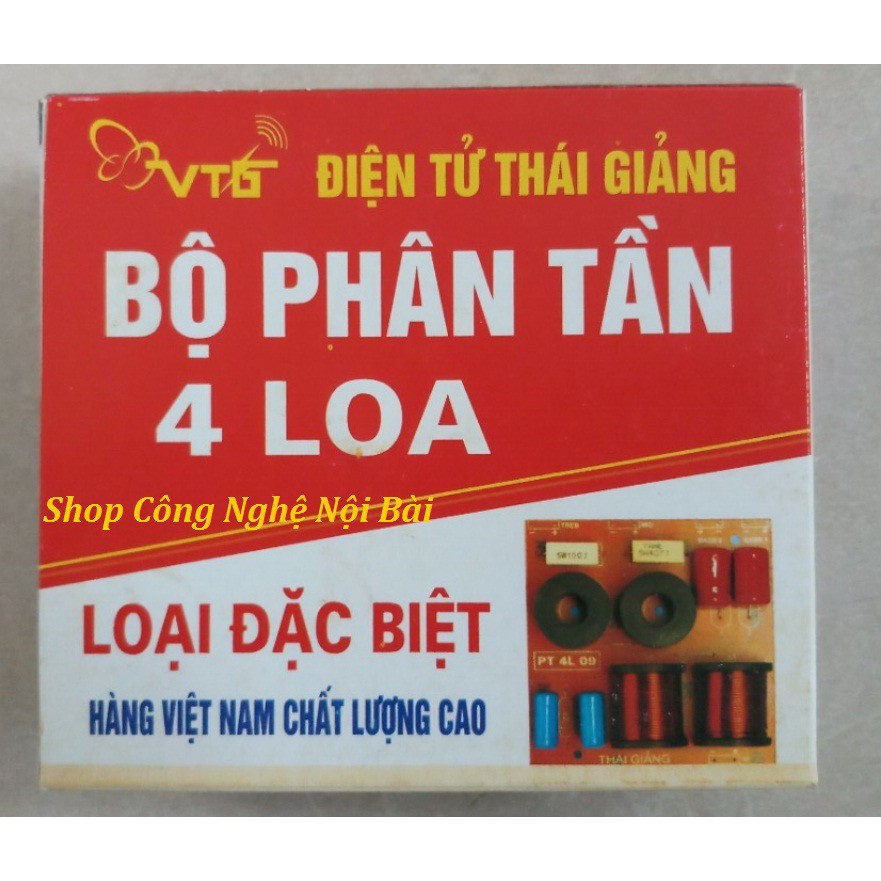 VTG ĐIỆN TỬ THÁI GIẢNG
BỘ PHÂN TẦN
4 LOA
Shop Công Nghệ Nội Bài
LOẠI ĐẶC BIỆT
HÀNG VIỆT NAM CHẤT LƯỢNG CAO
PT 4L 09
THÁI GIẢNG